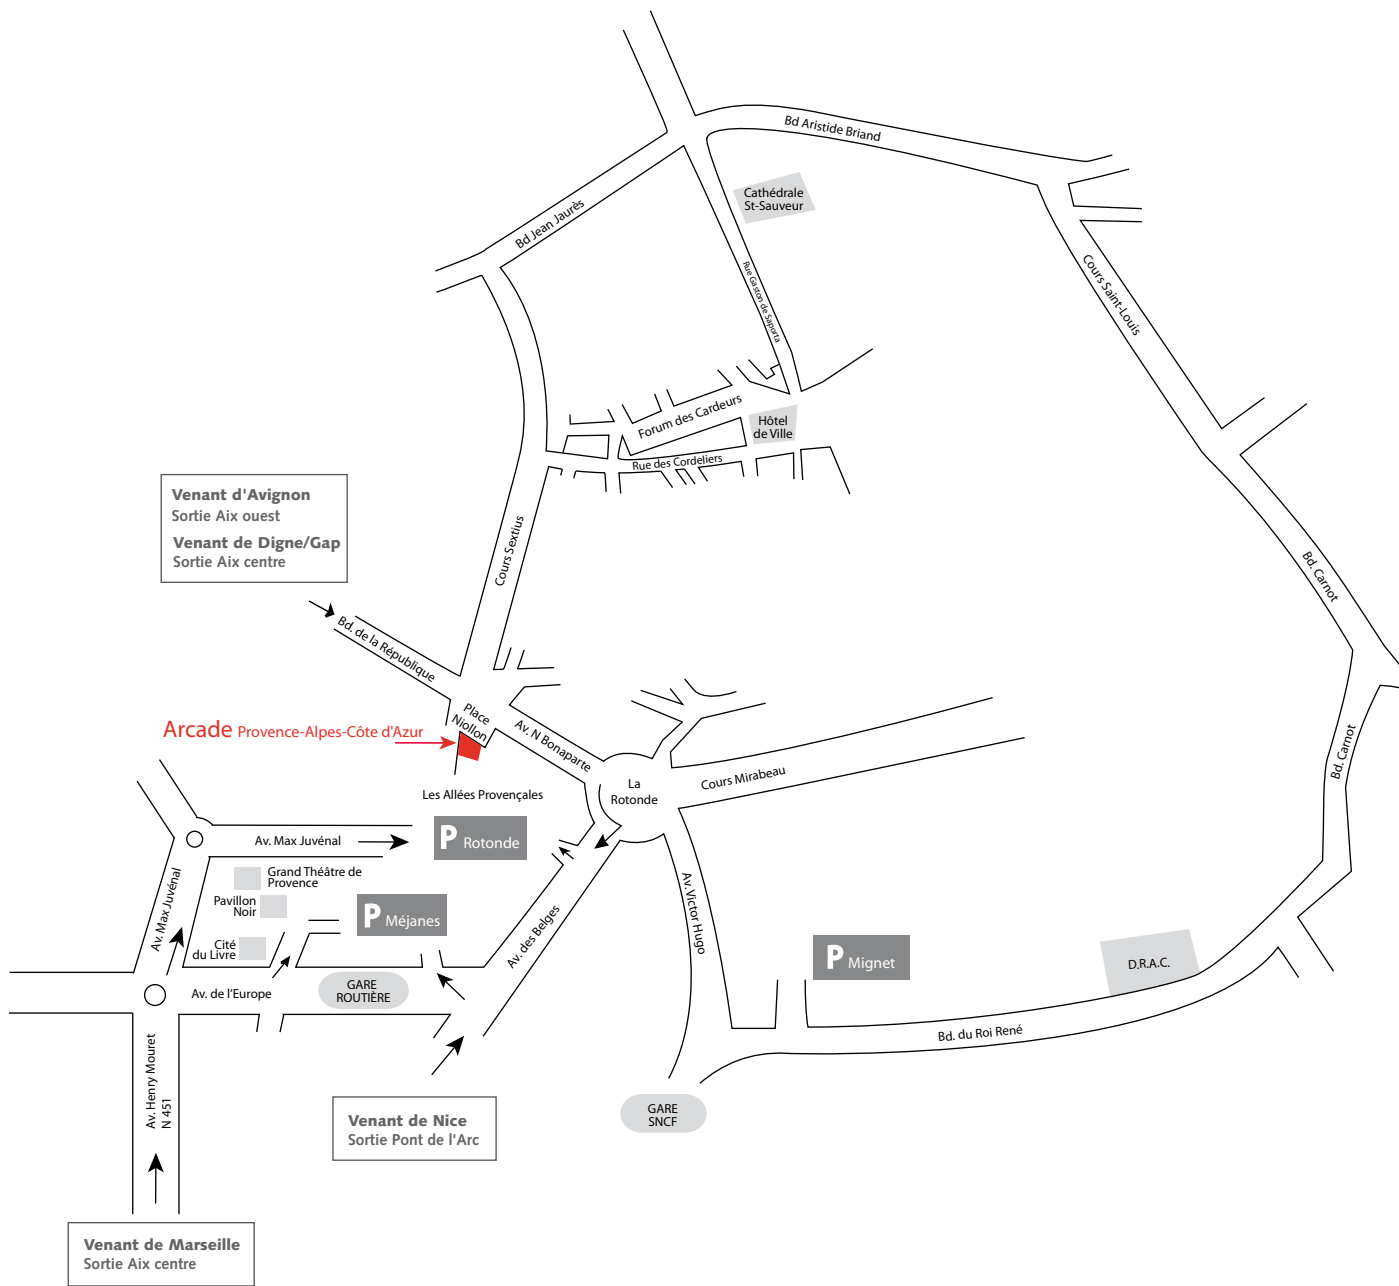 Bd Aristide Briand
Cathédrale
St-Sauveur
Bd Jean Jaurès
Rue Gaston de Saporta
Cours Saint-Louis
Forum des Cardeurs
Hôtel
de Ville
Rue des Cordeliers
Venant d'Avignon
Sortie Aix ouest
Venant de Digne/Gap
Sortie Aix centre
Cours Sextius
Bd. Carnot
Bd. de la République
Place
Niollon
Arcade Provence-Alpes-Côte d'Azur
Av. N Bonaparte
La
Rotonde
Cours Mirabeau
Bd. Carnot
Les Allées Provençales
P Rotonde
Av. Max Juvénal
Grand Théâtre de
Provence
Pavillon
Noir
P Méjanes
Av. Max Juvénal
Cité
du Livre
Av. des Belges
Av. Victor Hugo
P Mignet
D.R.A.C.
Av. de l'Europe
GARE
ROUTIÈRE
Bd. du Roi René
Av. Henry Mouret
N 451
Venant de Nice
Sortie Pont de l'Arc
GARE
SNCF
Venant de Marseille
Sortie Aix centre